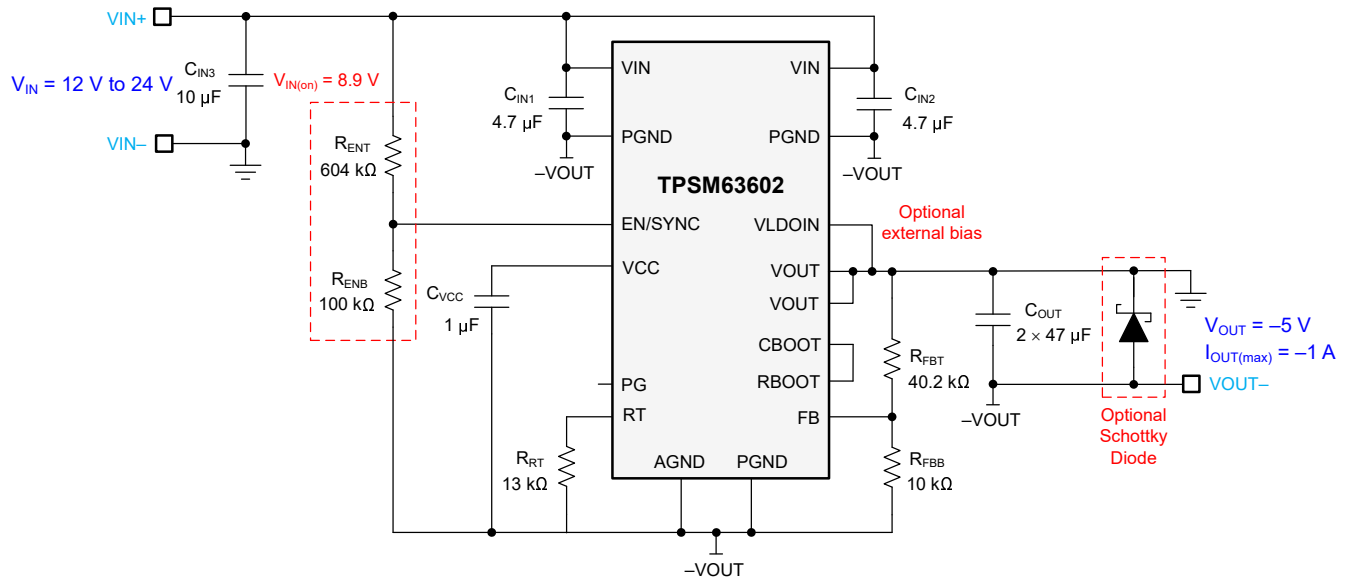 VIN+
VIN = 12 V to 24 V
CIN3
10 µF
VIN–
VIN(on) = 8.9 V
RENT
604 kΩ
RENB
100 kΩ
CVCC
1 µF
RRT
13 kΩ
CIN1
4.7 µF
–VOUT
VIN
PGND
EN/SYNC
VCC
PG
RT
TPSM63602
AGND
PGND
VIN
PGND
VLDOIN
VOUT
VOUT
CBOOT
RBOOT
FB
CIN2
4.7 µF
–VOUT
Optional
external bias
RFBT
40.2 kΩ
RFBB
10 kΩ
COUT
2 × 47 µF
–VOUT
Optional
Schottky
Diode
VOUT = –5 V
IOUT(max) = –1 A
VOUT–
–VOUT